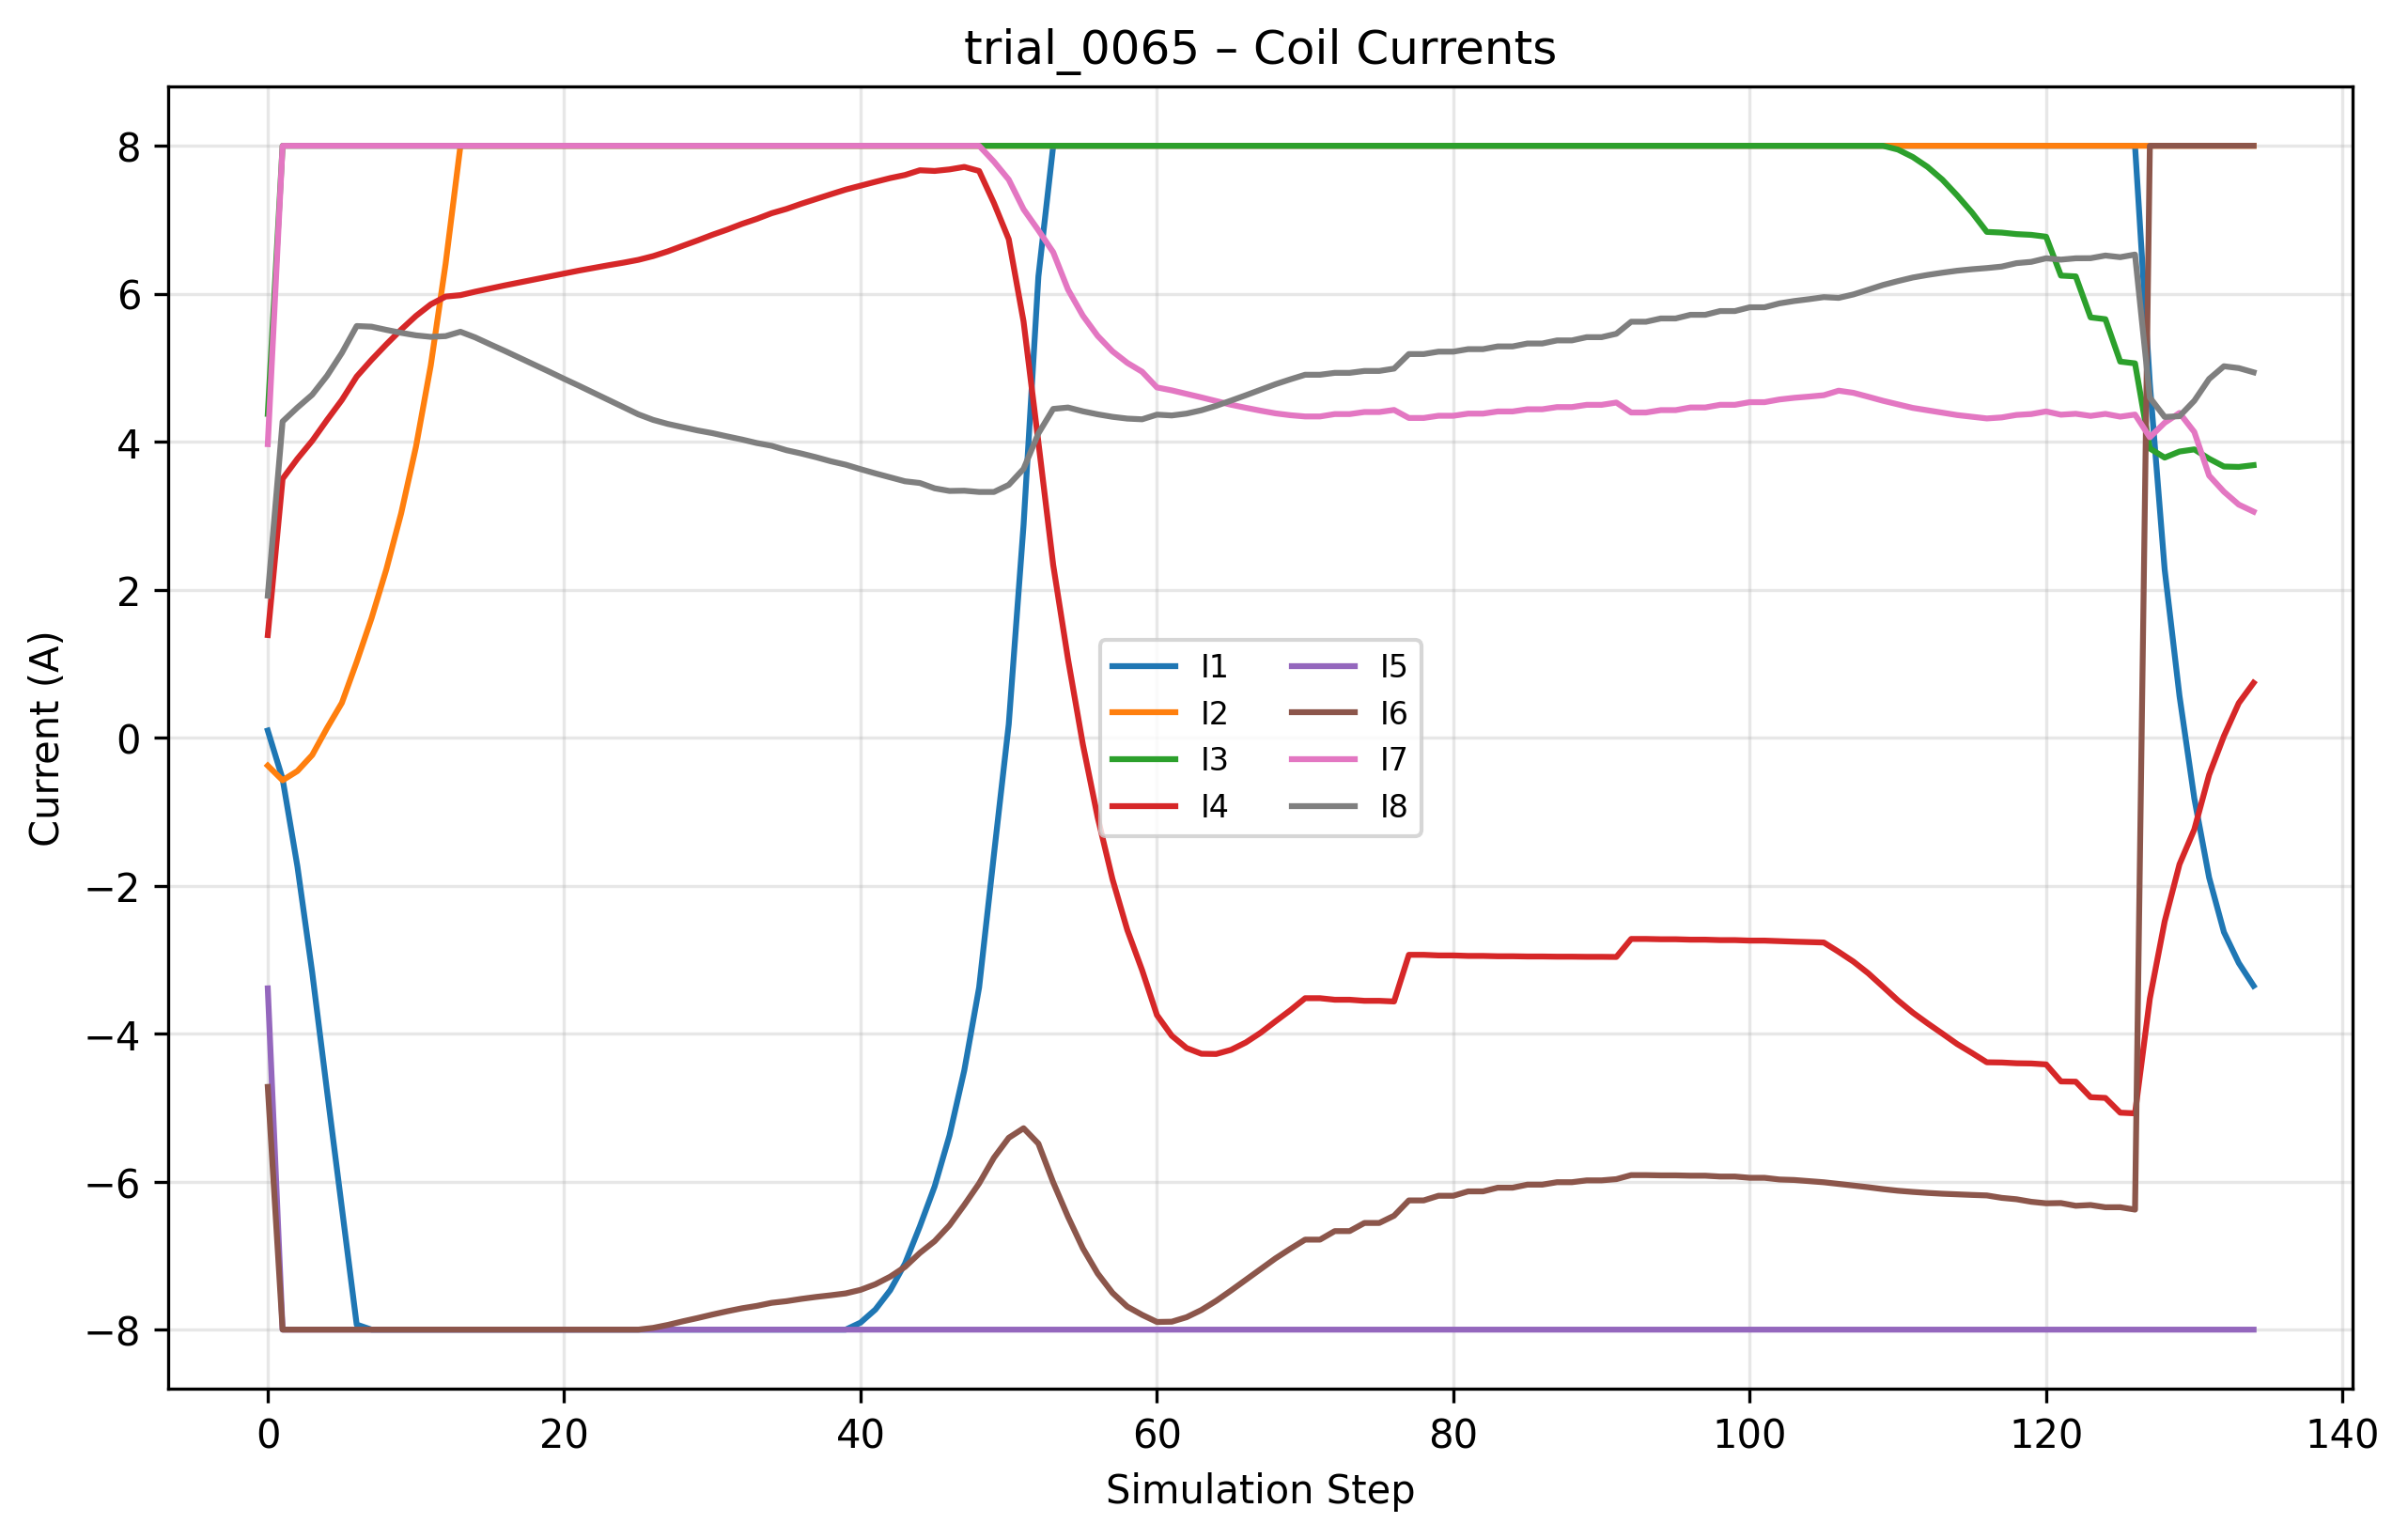 trial_0065 – Coil Currents
Current (A)
8
6
4
2
0
−2
−4
−6
−8
I1
I2
I3
I4
I5
I6
I7
I8
0 20 40 60 80 100 120 140
Simulation Step